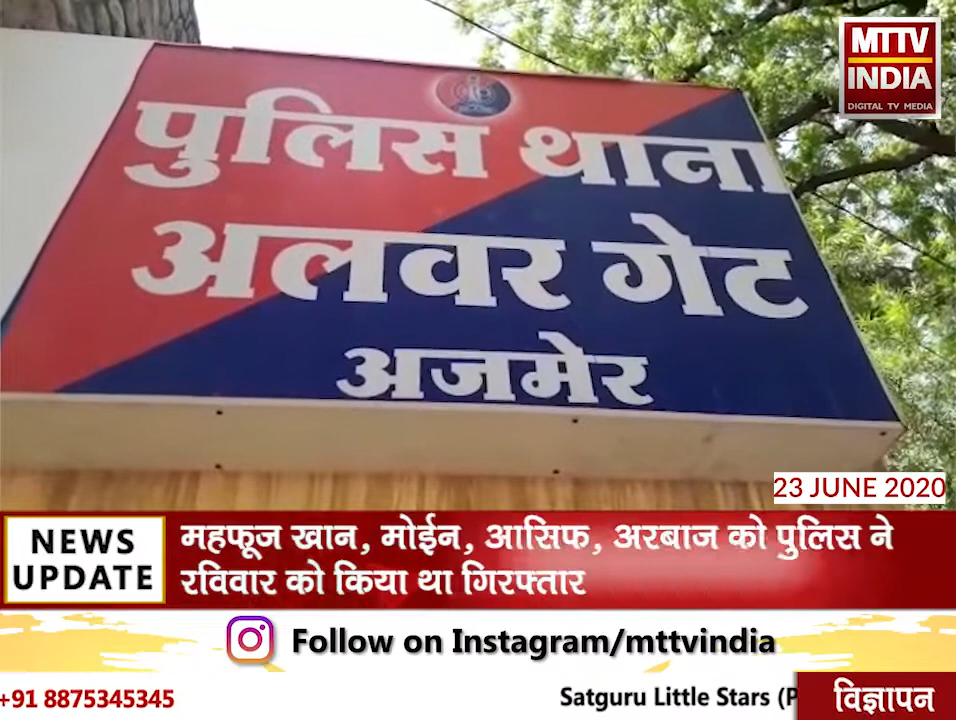 MTTV
INDIA
DIGITAL TV MEDIA
पुलिस थाना
अलवर गेट
अजमेर
23 JUNE 2020
NEWS
UPDATE
महफूज खान, मोईन, आसिफ, अरबाज को पुलिस ने
रविवार को किया था गिरफ्तार
Follow on Instagram/mttvindia
+91 8875345345
Satguru Little Stars (P
विज्ञापन